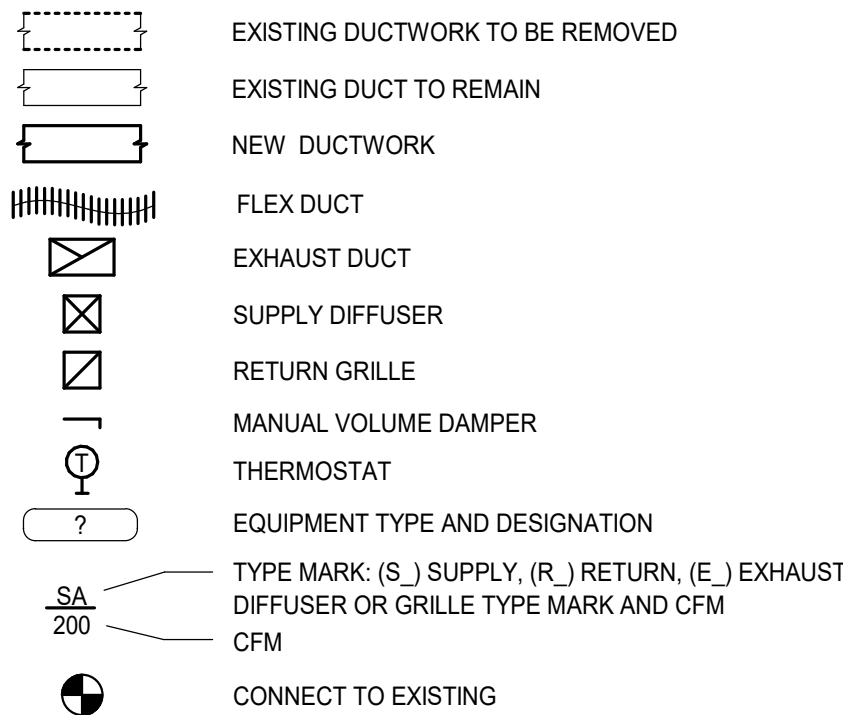 EXISTING DUCTWORK TO BE REMOVED
EXISTING DUCT TO REMAIN
NEW DUCTWORK
FLEX DUCT
EXHAUST DUCT
SUPPLY DIFFUSER
RETURN GRILLE
MANUAL VOLUME DAMPER
T
THERMOSTAT
?
EQUIPMENT TYPE AND DESIGNATION
SA
200
TYPE MARK: (S_) SUPPLY, (R_) RETURN, (E_) EXHAUST
DIFFUSER OR GRILLE TYPE MARK AND CFM
CFM
CONNECT TO EXISTING